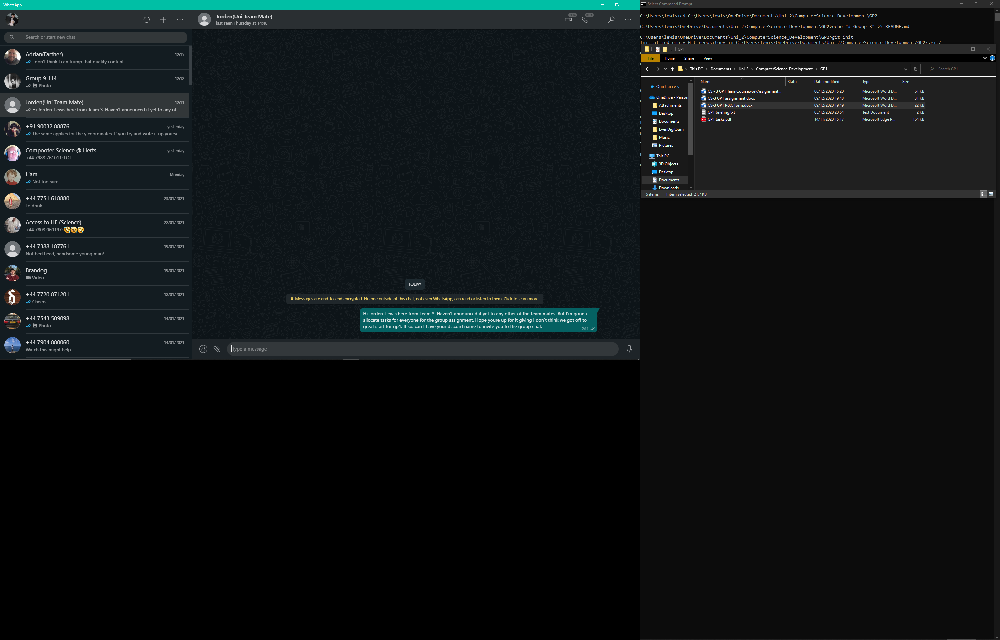 WhatsApp
Search or start new chat
Adrian(Farther)
12:15
I don't think I can trump that quality content
Group 9 114
12:12
Photo
Jorden(Uni Team Mate)
12:11
Hi Jorden. Lewis here from Team 3. Haven't announced it yet to any ot...
+91 90032 88876
yesterday
The same applies for the y coordinates. If you try and write it up yourse...
Compooter Science @ Herts
yesterday
+44 7983 761011: LOL
Liam
Monday
Not too sure
+44 7751 618880
23/01/2021
To drink
Access to HE (Science)
22/01/2021
+44 7803 060197: 🤣🤣🤣
+44 7388 187761
19/01/2021
Not bed head, handsome young man!
Brandog
19/01/2021
Video
+44 7720 871201
18/01/2021
Cheers
+44 7543 509098
14/01/2021
Photo
+44 7904 880060
14/01/2021
Watch this might help
Jorden(Uni Team Mate)
last seen Thursday at 14:48
BETA
BETA
TODAY
Messages are end-to-end encrypted. No one outside of this chat, not even WhatsApp, can read or listen to them. Click to learn more.
Hi Jorden. Lewis here from Team 3. Haven't announced it yet to any other of the team mates. But I'm gonna
allocate tasks for everyone for the group assignment. Hope youre up for it giving I don't think we got off to
great start for gp1. If so, can I have your discord name to invite you to the group chat.
12:11
Type a message
Select Command Prompt
C:\Users\lewis>cd C:\Users\lewis\OneDrive\Documents\Uni_2\ComputerScience_Development\GP2
C:\Users\lewis\OneDrive\Documents\Uni_2\ComputerScience_Development\GP2>echo "# Group-3" >> README.md
C:\Users\lewis\OneDrive\Documents\Uni_2\ComputerScience_Development\GP2>git init
Initialized empty Git repository in C:/Users/lewis/OneDrive/Documents/Uni_2/ComputerScience_Development/GP2/.git/
GP1
File Home Share View
This PC > Documents > Uni_2 > ComputerScience_Development > GP1
Search GP1
Name Status Date modified Type Size
CS - 3 GP1 TeamCourseworkAssignment... 06/12/2020 15:20 Microsoft Word D... 61 KB
CS-3 GP1 assignment.docx 09/12/2020 19:48 Microsoft Word D... 31 KB
CS-3 GP1 R&C form.docx 09/12/2020 19:49 Microsoft Word D... 22 KB
GP1 briefing.txt 05/12/2020 20:54 Text Document 2 KB
GP1 tasks.pdf 14/11/2020 15:17 Microsoft Edge P... 164 KB
Quick access
OneDrive - Person
Attachments
Desktop
Documents
EvenDigitSum
Music
Pictures
This PC
3D Objects
Desktop
Documents
Downloads
5 items 1 item selected 21.7 KB